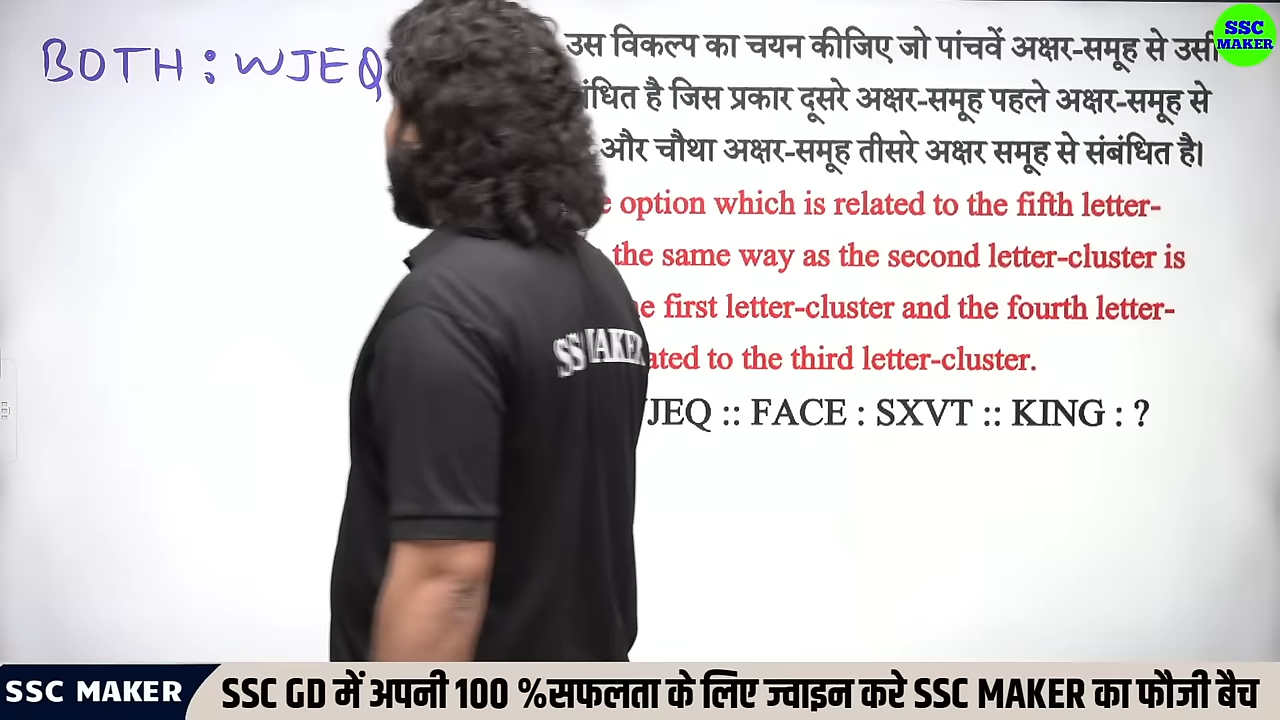 BOTH : WJEQ
SSC
MAKER
उस विकल्प का चयन कीजिए जो पांचवें अक्षर-समूह से उसी
है जिस प्रकार दूसरे अक्षर-समूह पहले अक्षर-समूह से
और चौथा अक्षर-समूह तीसरे अक्षर समूह से संबंधित है।
option which is related to the fifth letter-
the same way as the second letter-cluster is
first letter-cluster and the fourth letter-
to the third letter-cluster.
JEQ :: FACE : SXVT :: KING : ?
SSC MAKER
SSC GD में अपनी 100 %सफलता के लिए ज्वाइन करे SSC MAKER का फौजी बैच